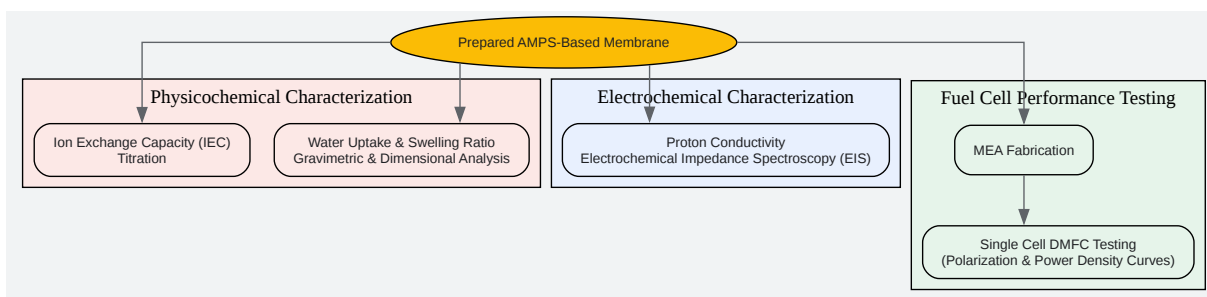 Prepared AMPS-Based Membrane
Physicochemical Characterization
Ion Exchange Capacity (IEC)
Titration
Water Uptake & Swelling Ratio
Gravimetric & Dimensional Analysis
Electrochemical Characterization
Proton Conductivity
Electrochemical Impedance Spectroscopy (EIS)
Fuel Cell Performance Testing
MEA Fabrication
Single Cell DMFC Testing
(Polarization & Power Density Curves)